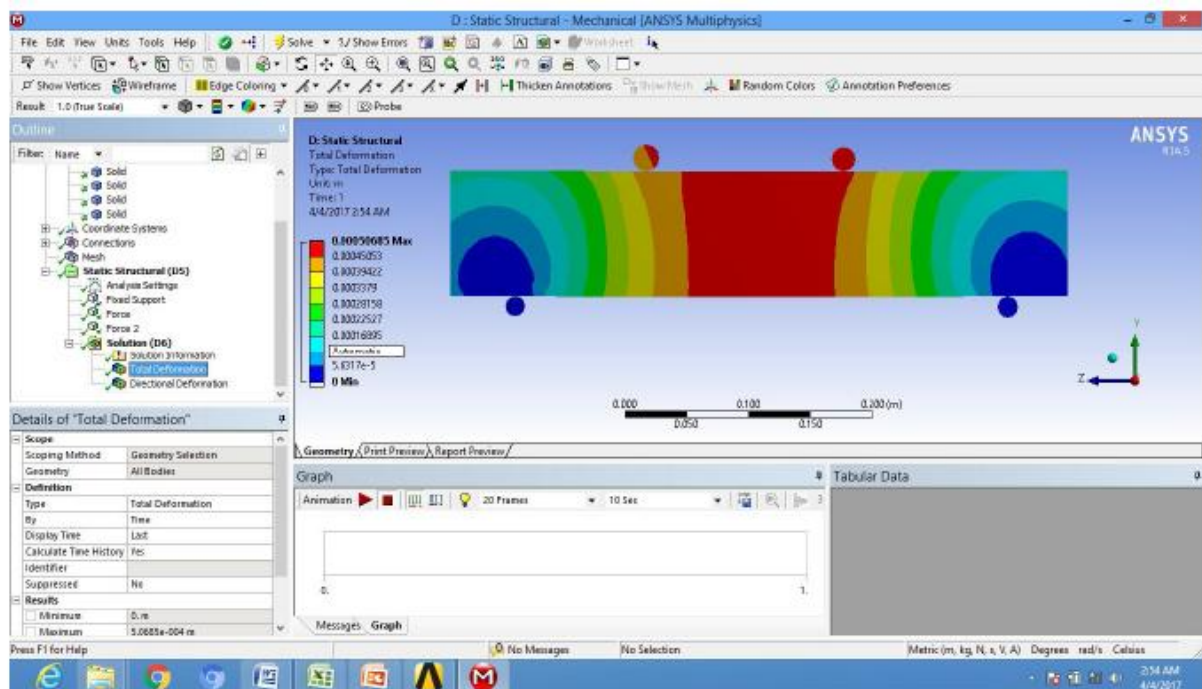 D : Static Structural - Mechanical [ANSYS Multiphysics]
File Edit View Units Tools Help Solve ?/ Show Errors Worksheet
Show Vertices Wireframe Edge Coloring Thicken Annotations Show Mesh Random Colors Annotation Preferences
Result 1.0 (True Scale) Probe
Outline
Filter: Name
Solid
Solid
Solid
Solid
Coordinate Systems
Connections
Mesh
Static Structural (D5)
Analysis Settings
Fixed Support
Force
Force 2
Solution (D6)
Solution Information
Total Deformation
Directional Deformation
Details of "Total Deformation"
Scope
Scoping Method Geometry Selection
Geometry All Bodies
Definition
Type Total Deformation
By Time
Display Time Last
Calculate Time History Yes
Identifier
Suppressed No
Results
Minimum 0. m
Maximum 5.0685e-004 m
D: Static Structural
Total Deformation
Type: Total Deformation
Unit: m
Time: 1
4/4/2017 2:54 AM
0.00050685 Max
0.00045053
0.00039422
0.0003379
0.00028158
0.00022527
0.00016895
Automatic
5.6317e-5
0 Min
ANSYS
R14.5
Y
Z
0.000 0.100 0.200 (m)
0.050 0.150
Geometry Print Preview Report Preview
Graph
Animation 20 Frames 10 Sec 3
0. 1.
Messages Graph
Tabular Data
Press F1 for Help No Messages No Selection Metric (m, kg, N, s, V, A) Degrees rad/s Celsius
2:54 AM
4/4/2017